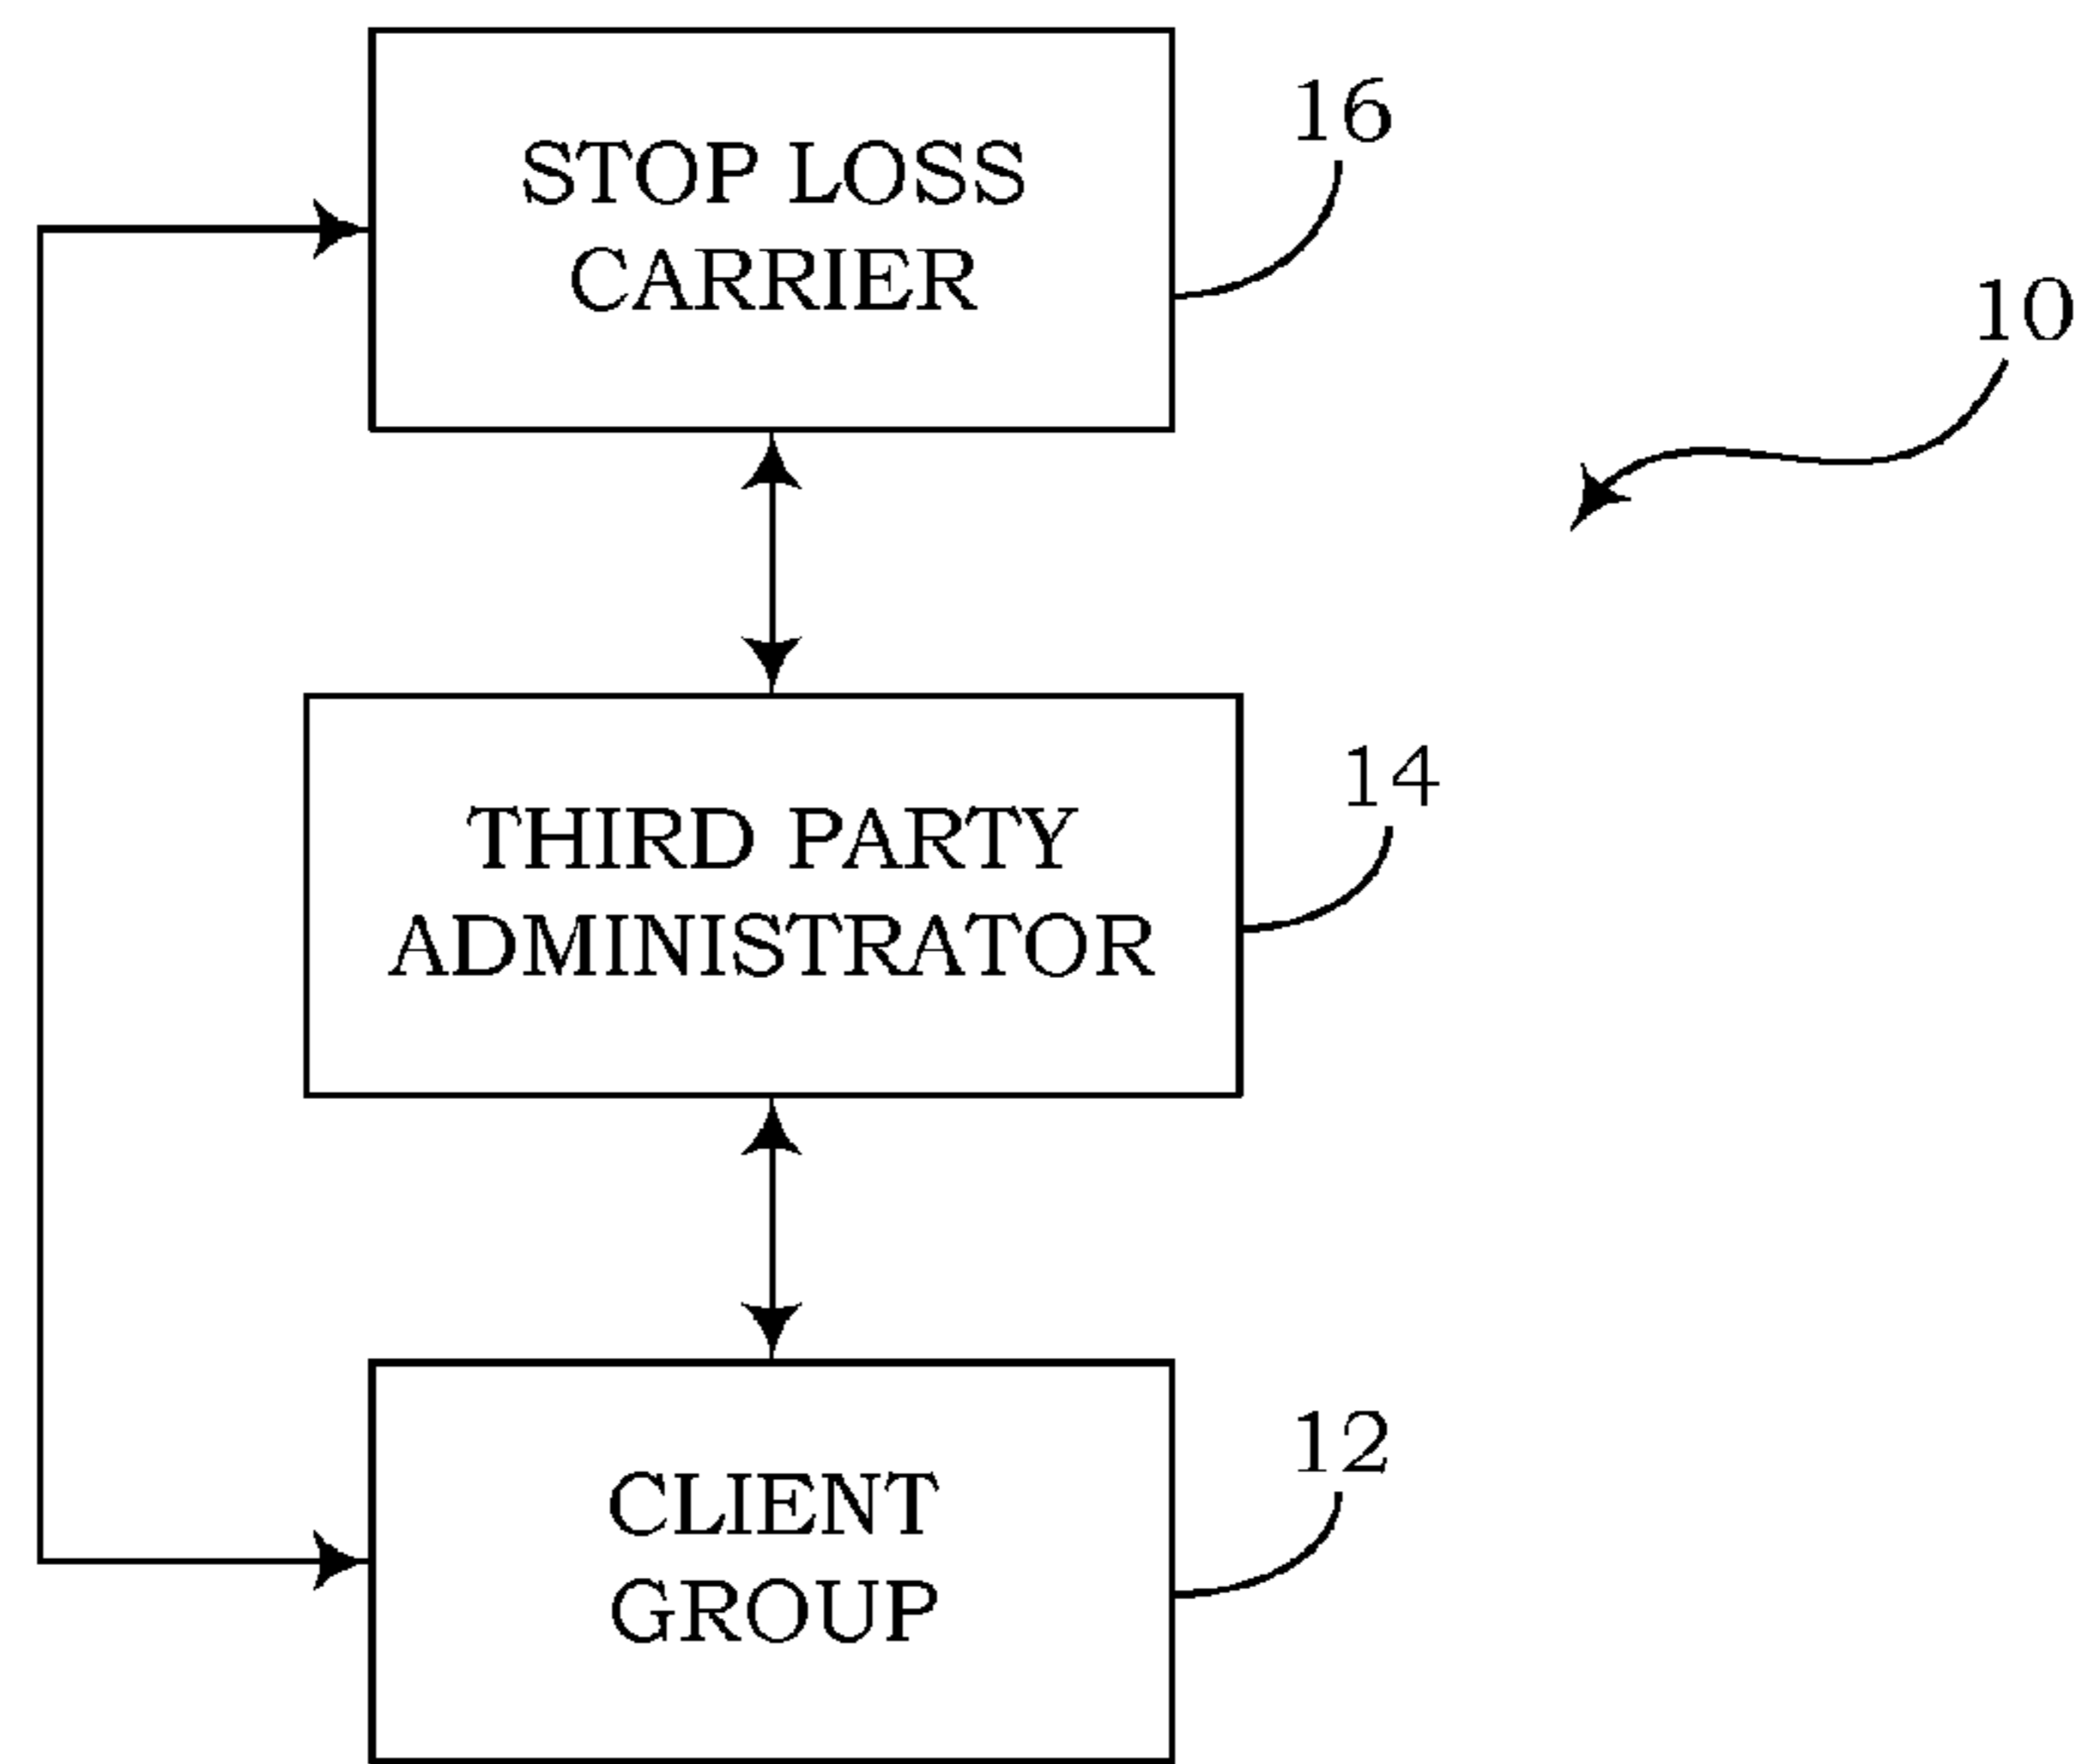 STOP LOSS
CARRIER
16
10
THIRD PARTY
ADMINISTRATOR
14
CLIENT
GROUP
12